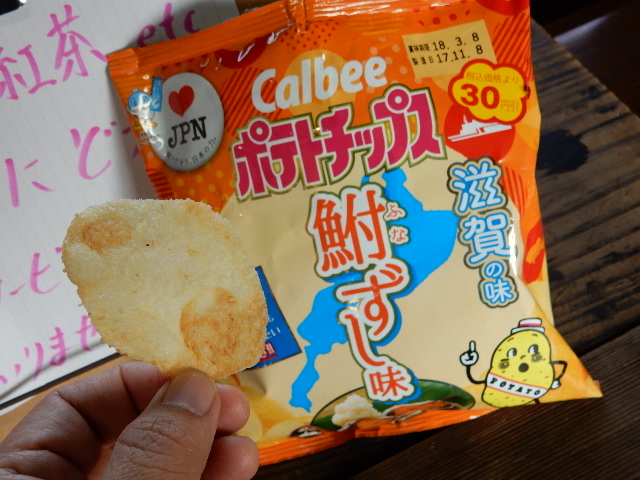 紅茶 etc
にど
賞味期限 18.3.8
製造日 17.11.8
Calbee
税込価格より
30円引
JPN
ポテトチップス
滋賀の味
鮒ずし味
ふな
POTATO